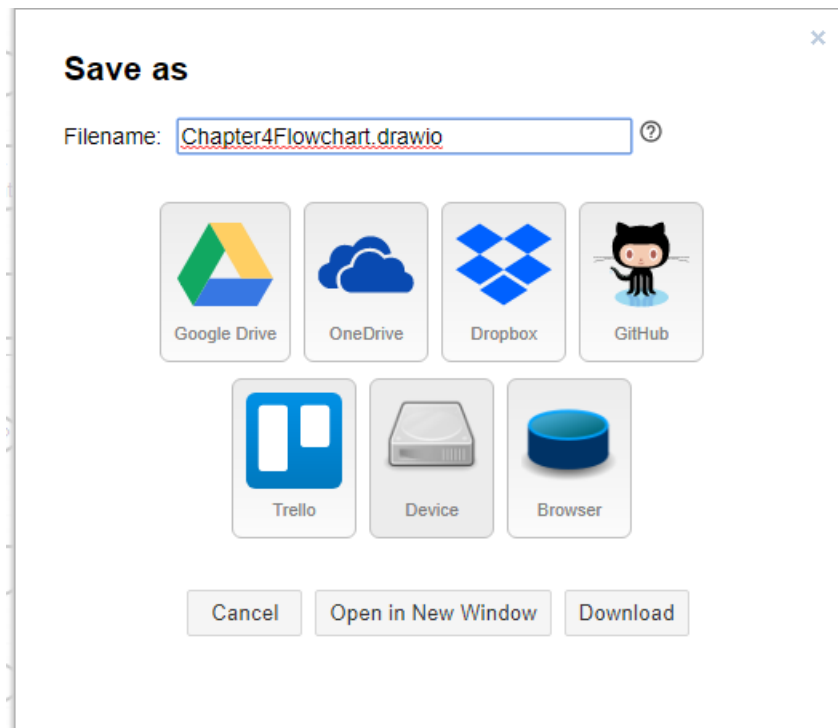 ×
Save as
Filename: Chapter4Flowchart.drawio ?
Google Drive OneDrive Dropbox GitHub
Trello Device Browser
Cancel Open in New Window Download